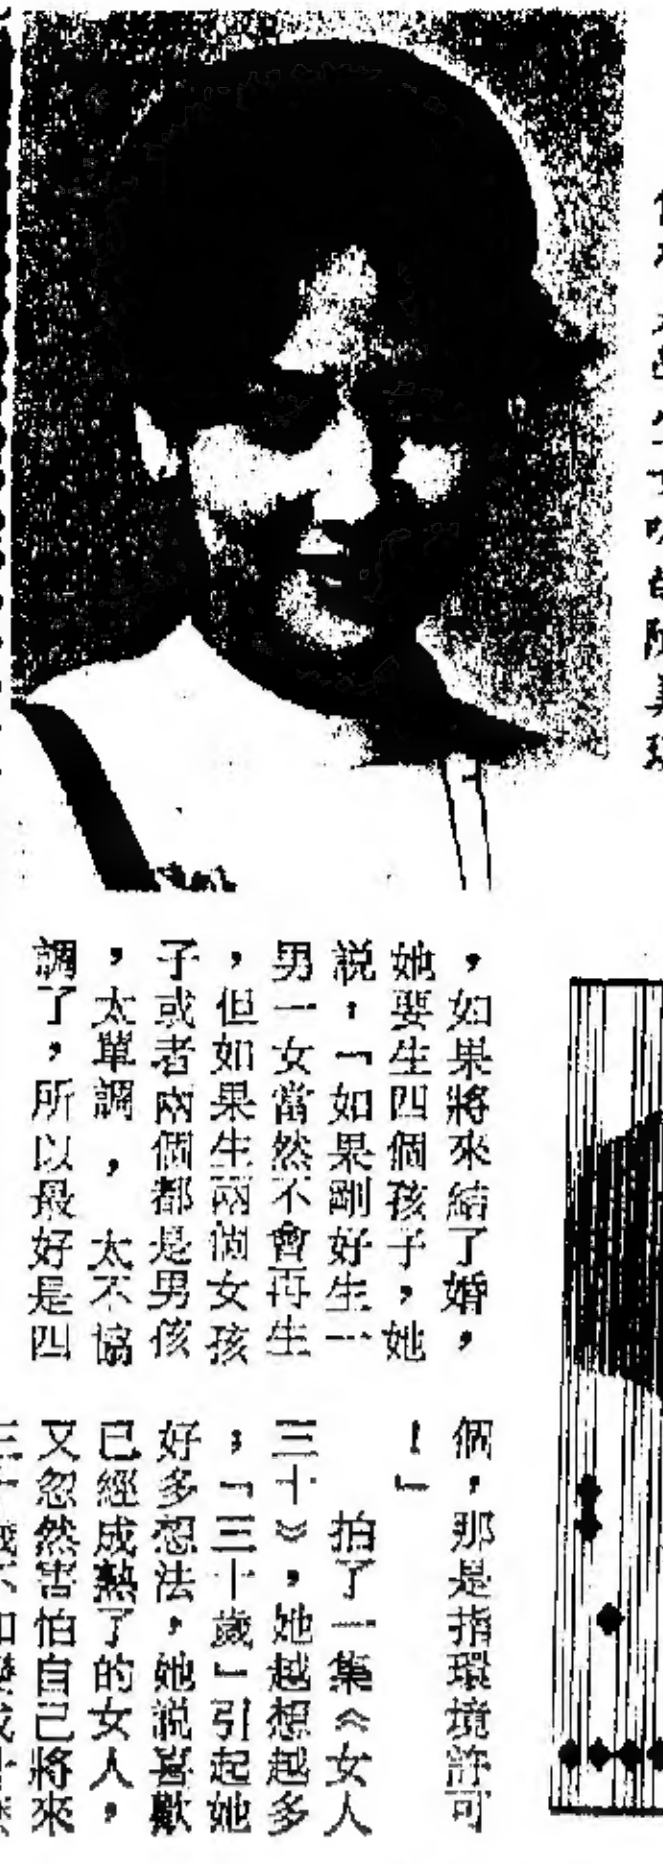 ，如果將來結了婚，
她要生四個孩子，她
説，「如果剛好生一
男一女當然不會再生
，但如果生兩個女孩
子或者兩個都是男孩
，太單調，太不協
調了，所以最好是四
個，那是指環境許可
！」
拍了一集《女人
三十》，她越想越多
，「三十歲」引起她
好多想法，她説喜歡
已經成熟了的女人，
又忽然害怕自己將來